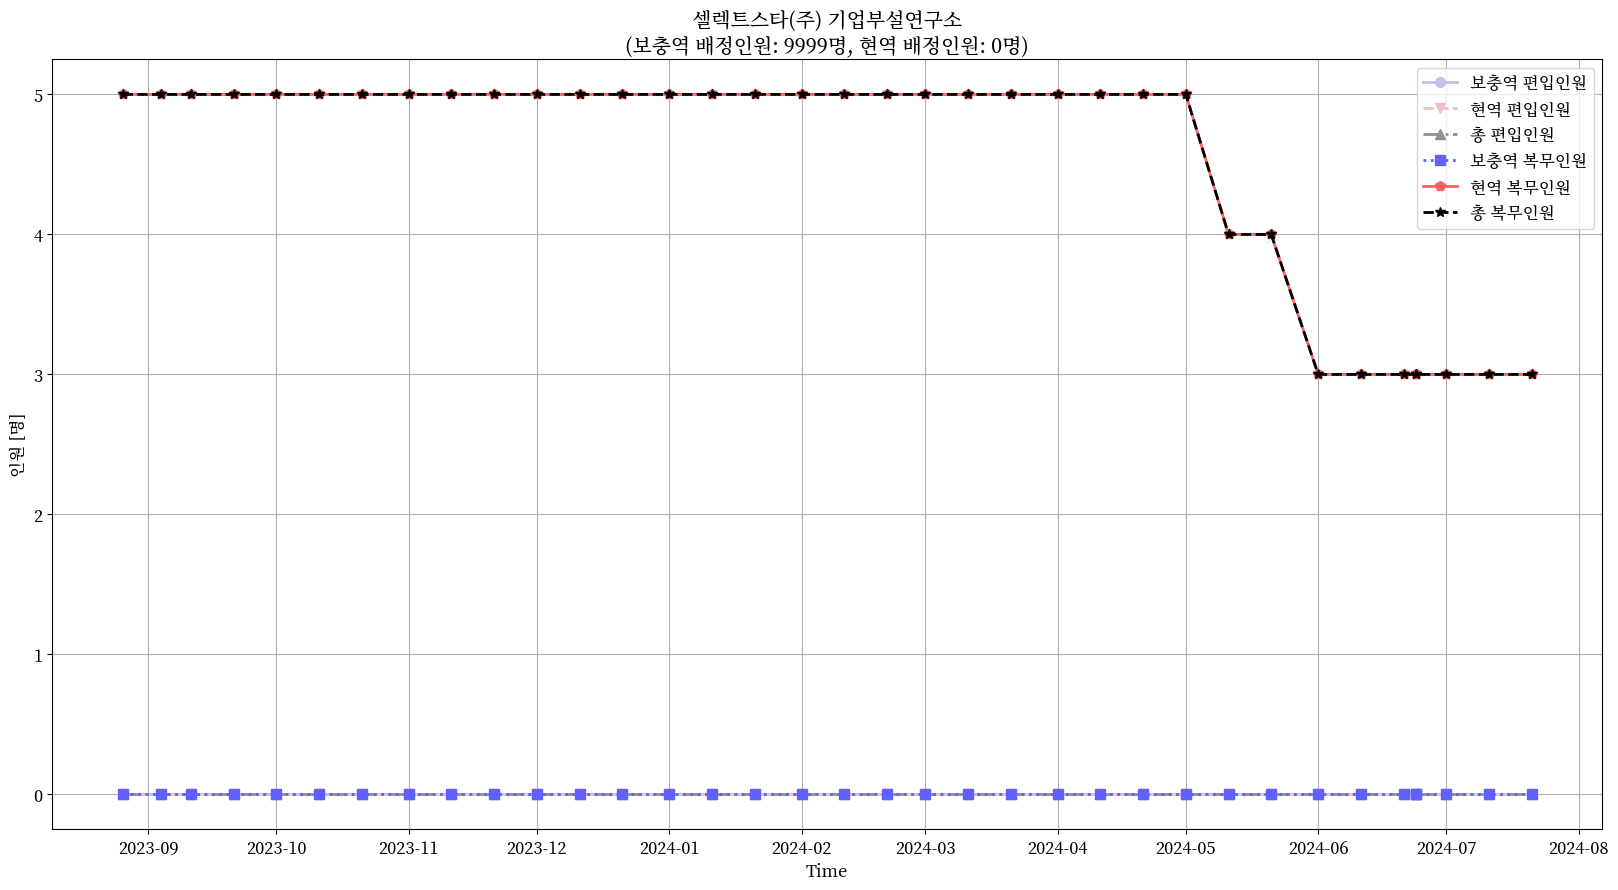 셀렉트스타(주) 기업부설연구소
(보충역 배정인원: 9999명, 현역 배정인원: 0명)
보충역 편입인원
현역 편입인원
총 편입인원
보충역 복무인원
현역 복무인원
총 복무인원
인원 [명]
5
4
3
2
1
0
2023-09 2023-10 2023-11 2023-12 2024-01 2024-02 2024-03 2024-04 2024-05 2024-06 2024-07 2024-08
Time